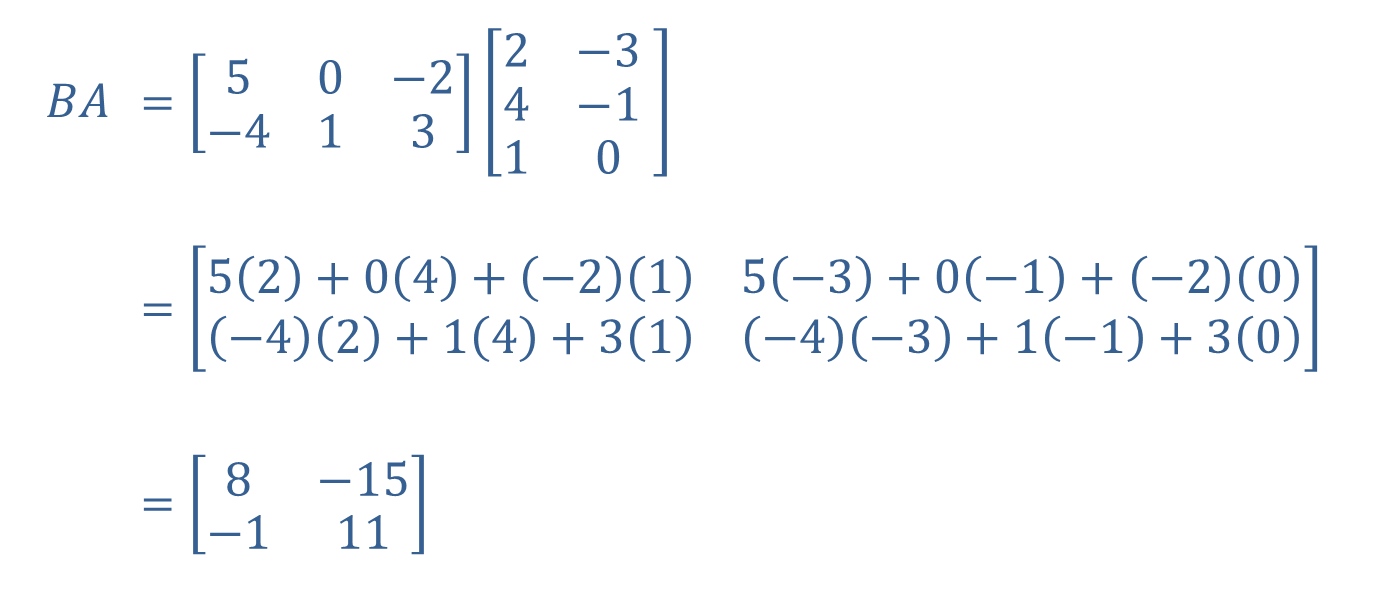 BA = [5 0 −2; −4 1 3] [2 −3; 4 −1; 1 0]
= [5(2) + 0(4) + (−2)(1) 5(−3) + 0(−1) + (−2)(0); (−4)(2) + 1(4) + 3(1) (−4)(−3) + 1(−1) + 3(0)]
= [8 −15; −1 11]